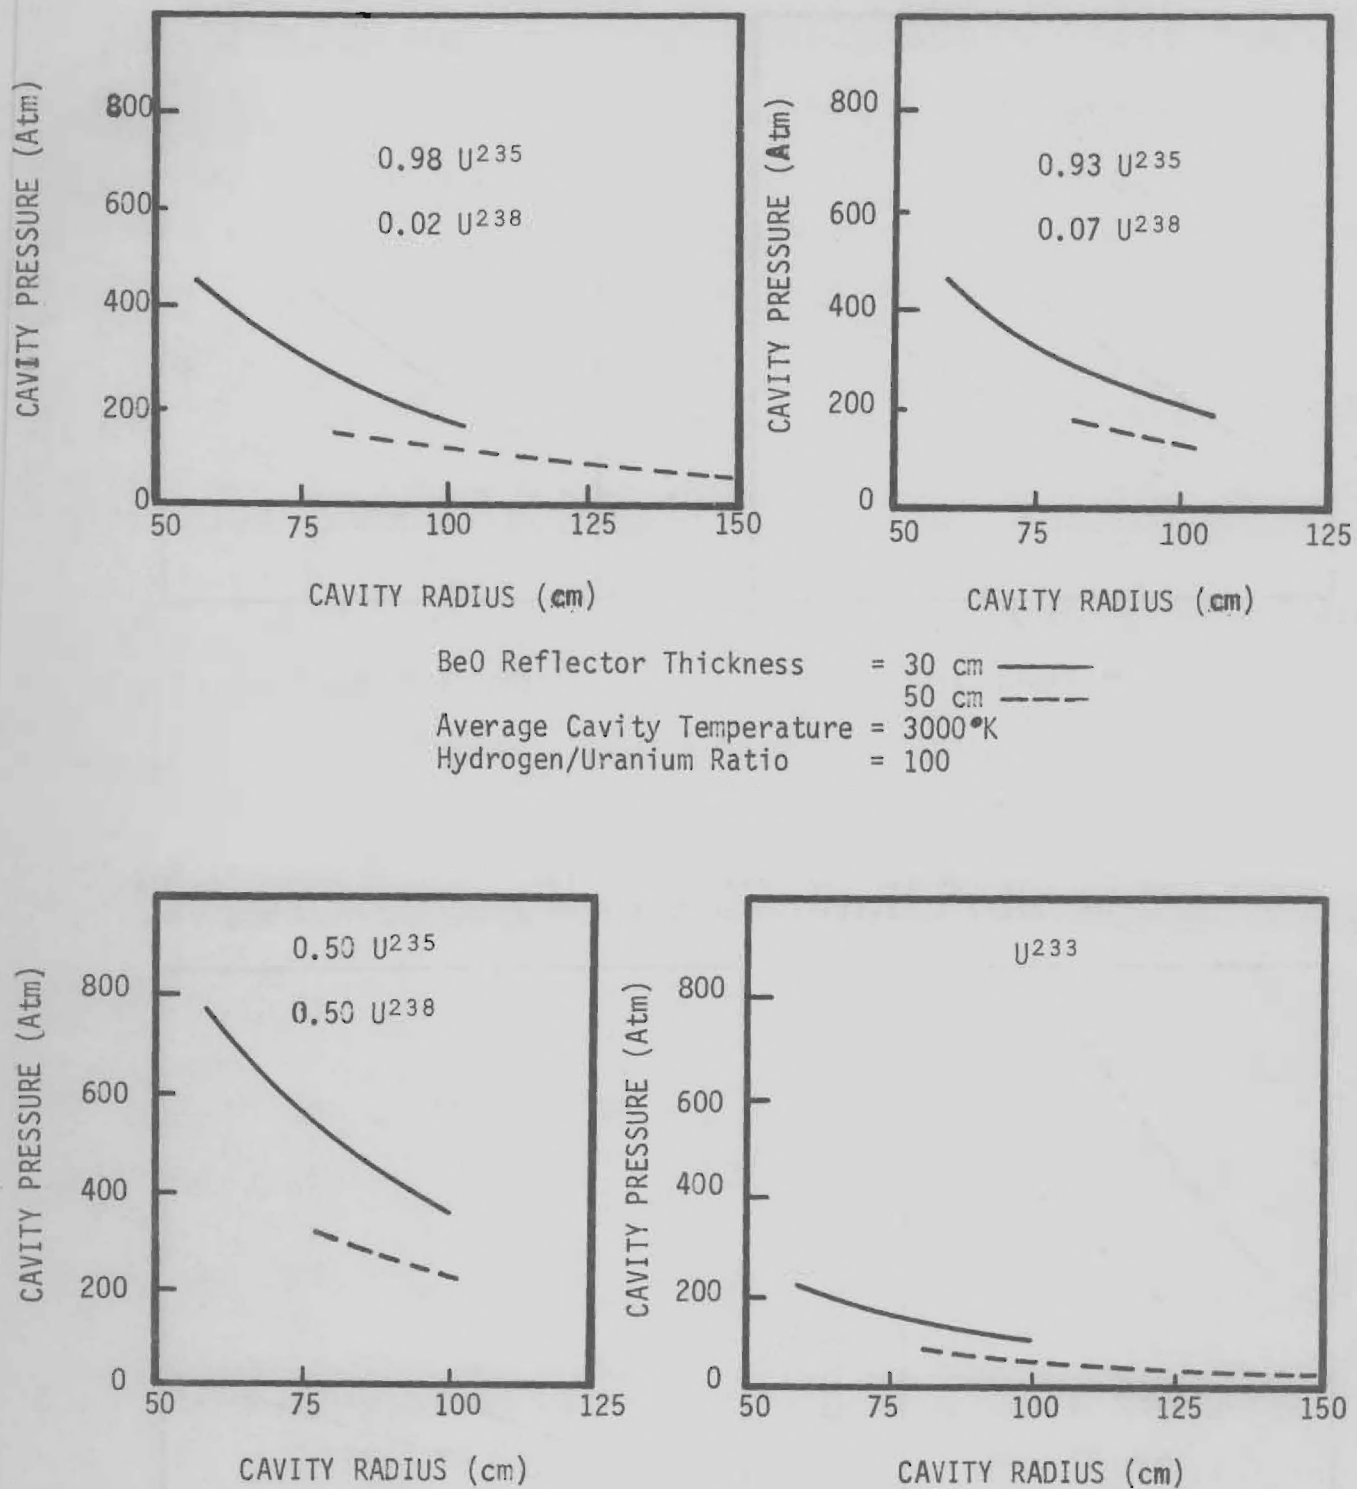 CAVITY PRESSURE (Atm)
800
600
400
200
0
0.98 U²³⁵
0.02 U²³⁸
50 75 100 125 150
CAVITY RADIUS (cm)
CAVITY PRESSURE (Atm)
800
600
400
200
0
0.93 U²³⁵
0.07 U²³⁸
50 75 100 125
CAVITY RADIUS (cm)
BeO Reflector Thickness = 30 cm
50 cm
Average Cavity Temperature = 3000°K
Hydrogen/Uranium Ratio = 100
CAVITY PRESSURE (Atm)
800
600
400
200
0
0.50 U²³⁵
0.50 U²³⁸
50 75 100 125
CAVITY RADIUS (cm)
CAVITY PRESSURE (Atm)
800
600
400
200
0
U²³³
50 75 100 125 150
CAVITY RADIUS (cm)